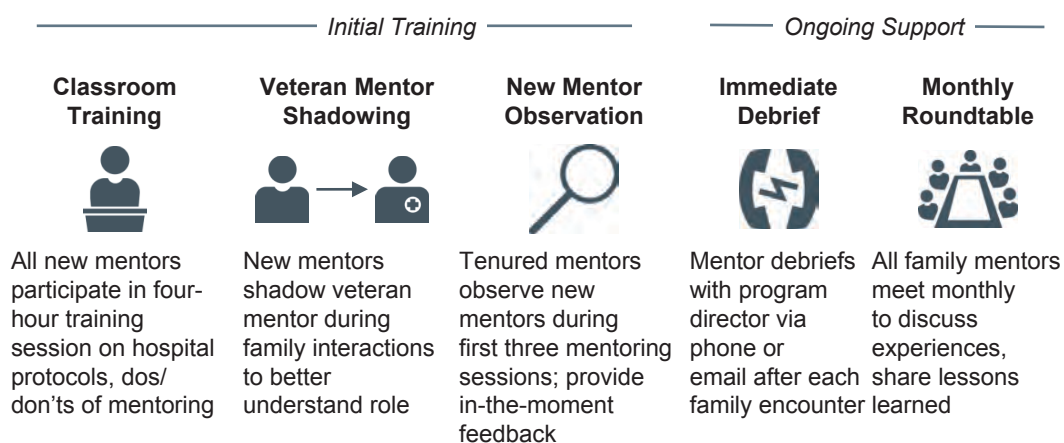 Initial Training
Ongoing Support
Classroom
Training
All new mentors
participate in four-
hour training
session on hospital
protocols, dos/
don'ts of mentoring
Veteran Mentor
Shadowing
New mentors
shadow veteran
mentor during
family interactions
to better
understand role
New Mentor
Observation
Tenured mentors
observe new
mentors during
first three mentoring
sessions; provide
in-the-moment
feedback
Immediate
Debrief
Mentor debriefs
with program
director via
phone or
email after each
family encounter
Monthly
Roundtable
All family mentors
meet monthly
to discuss
experiences,
share lessons
learned